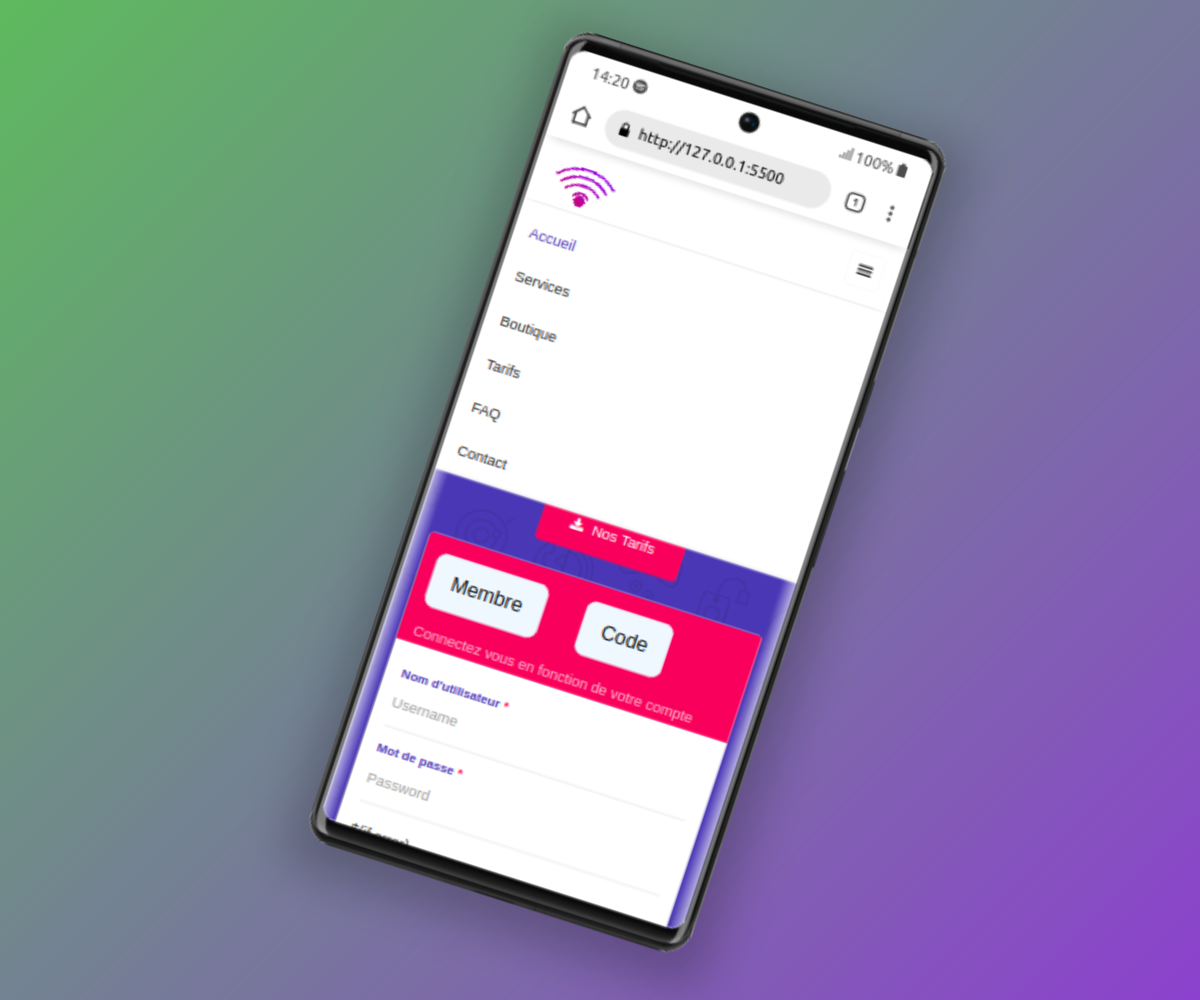 14:20
100%
http://127.0.0.1:5500
1
Accueil
Services
Boutique
Tarifs
FAQ
Contact
Nos Tarifs
Membre
Code
Connectez vous en fonction de votre compte
Nom d'utilisateur *
Username
Mot de passe *
Password